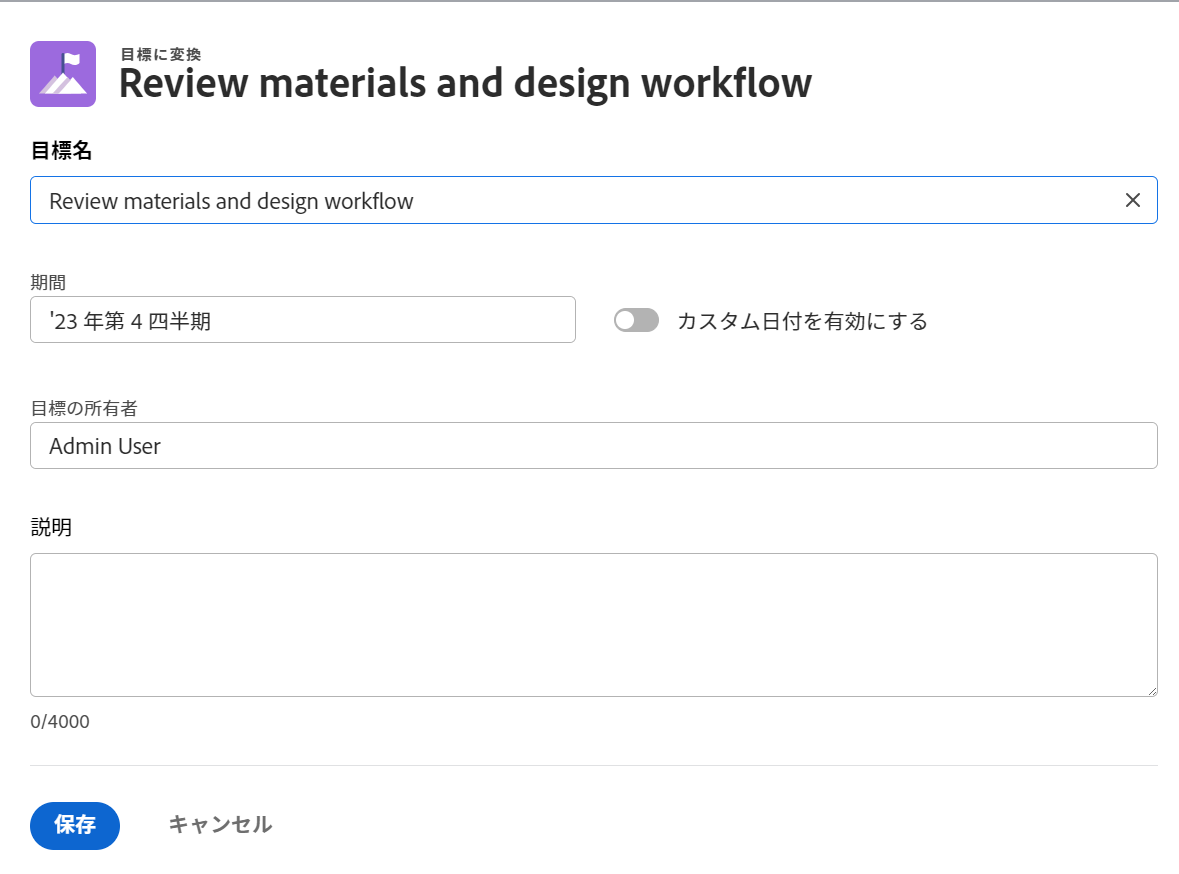 目標に変換
Review materials and design workflow
目標名
Review materials and design workflow
期間
'23 年第 4 四半期
カスタム日付を有効にする
目標の所有者
Admin User
説明
0/4000
保存
キャンセル